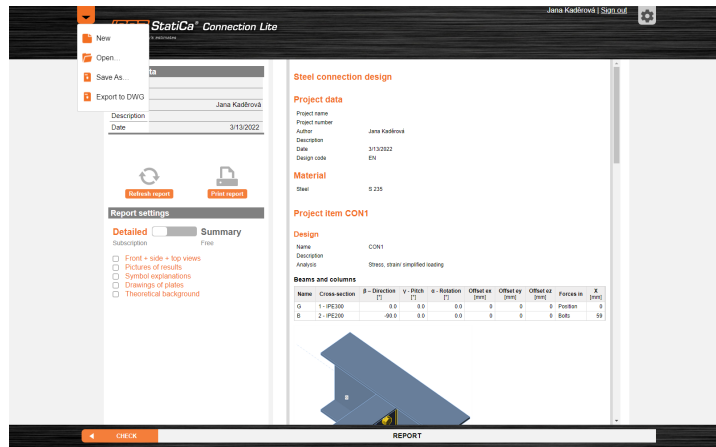 Jana Kaděrová | Sign out
StatiCa® Connection Lite
New
Open...
Save As...
Export to DWG
Jana Kaděrová
Description
Date 3/13/2022
Refresh report
Print report
Report settings
Detailed Summary
Subscription Free
Front + side + top views
Pictures of results
Symbol explanations
Drawings of plates
Theoretical background
Steel connection design
Project data
Project name
Project number
Author Jana Kaděrová
Description
Date 3/13/2022
Design code EN
Material
Steel S 235
Project item CON1
Design
Name CON1
Description
Analysis Stress, strain/ simplified loading
Beams and columns
Name Cross-section β – Direction [°] γ - Pitch [°] α - Rotation [°] Offset ex [mm] Offset ey [mm] Offset ez [mm] Forces in X [mm]
G 1 - IPE300 0.0 0.0 0.0 0 0 0 Position 0
B 2 - IPE200 -90.0 0.0 0.0 0 0 0 Bolts 59
CHECK
REPORT